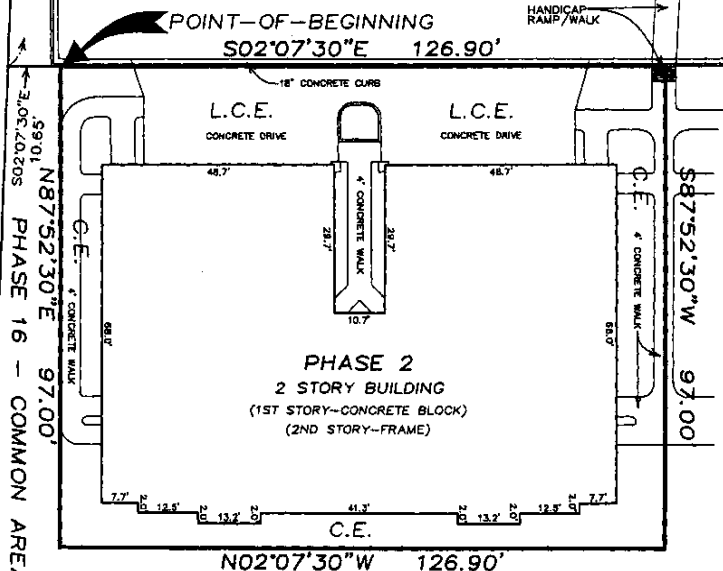 HANDICAP
RAMP/WALK
POINT-OF-BEGINNING
S02°07'30"E 126.90'
18" CONCRETE CURB
L.C.E.
CONCRETE DRIVE
L.C.E.
CONCRETE DRIVE
S02°07'30"E
10.65'
N87°52'30"E 97.00'
PHASE 16 - COMMON AREA
C.E.
4' CONCRETE WALK
48.7'
48.7'
29.7'
4' CONCRETE WALK
29.7'
10.7'
68.0'
68.0'
C.E.
4' CONCRETE WALK
S87°52'30"W 97.00'
PHASE 2
2 STORY BUILDING
(1ST STORY-CONCRETE BLOCK)
(2ND STORY-FRAME)
7.7'
2.0'
12.5'
2.0'
13.2'
2.0'
41.3'
2.0'
13.2'
2.0'
12.5'
2.0'
7.7'
C.E.
N02°07'30"W 126.90'